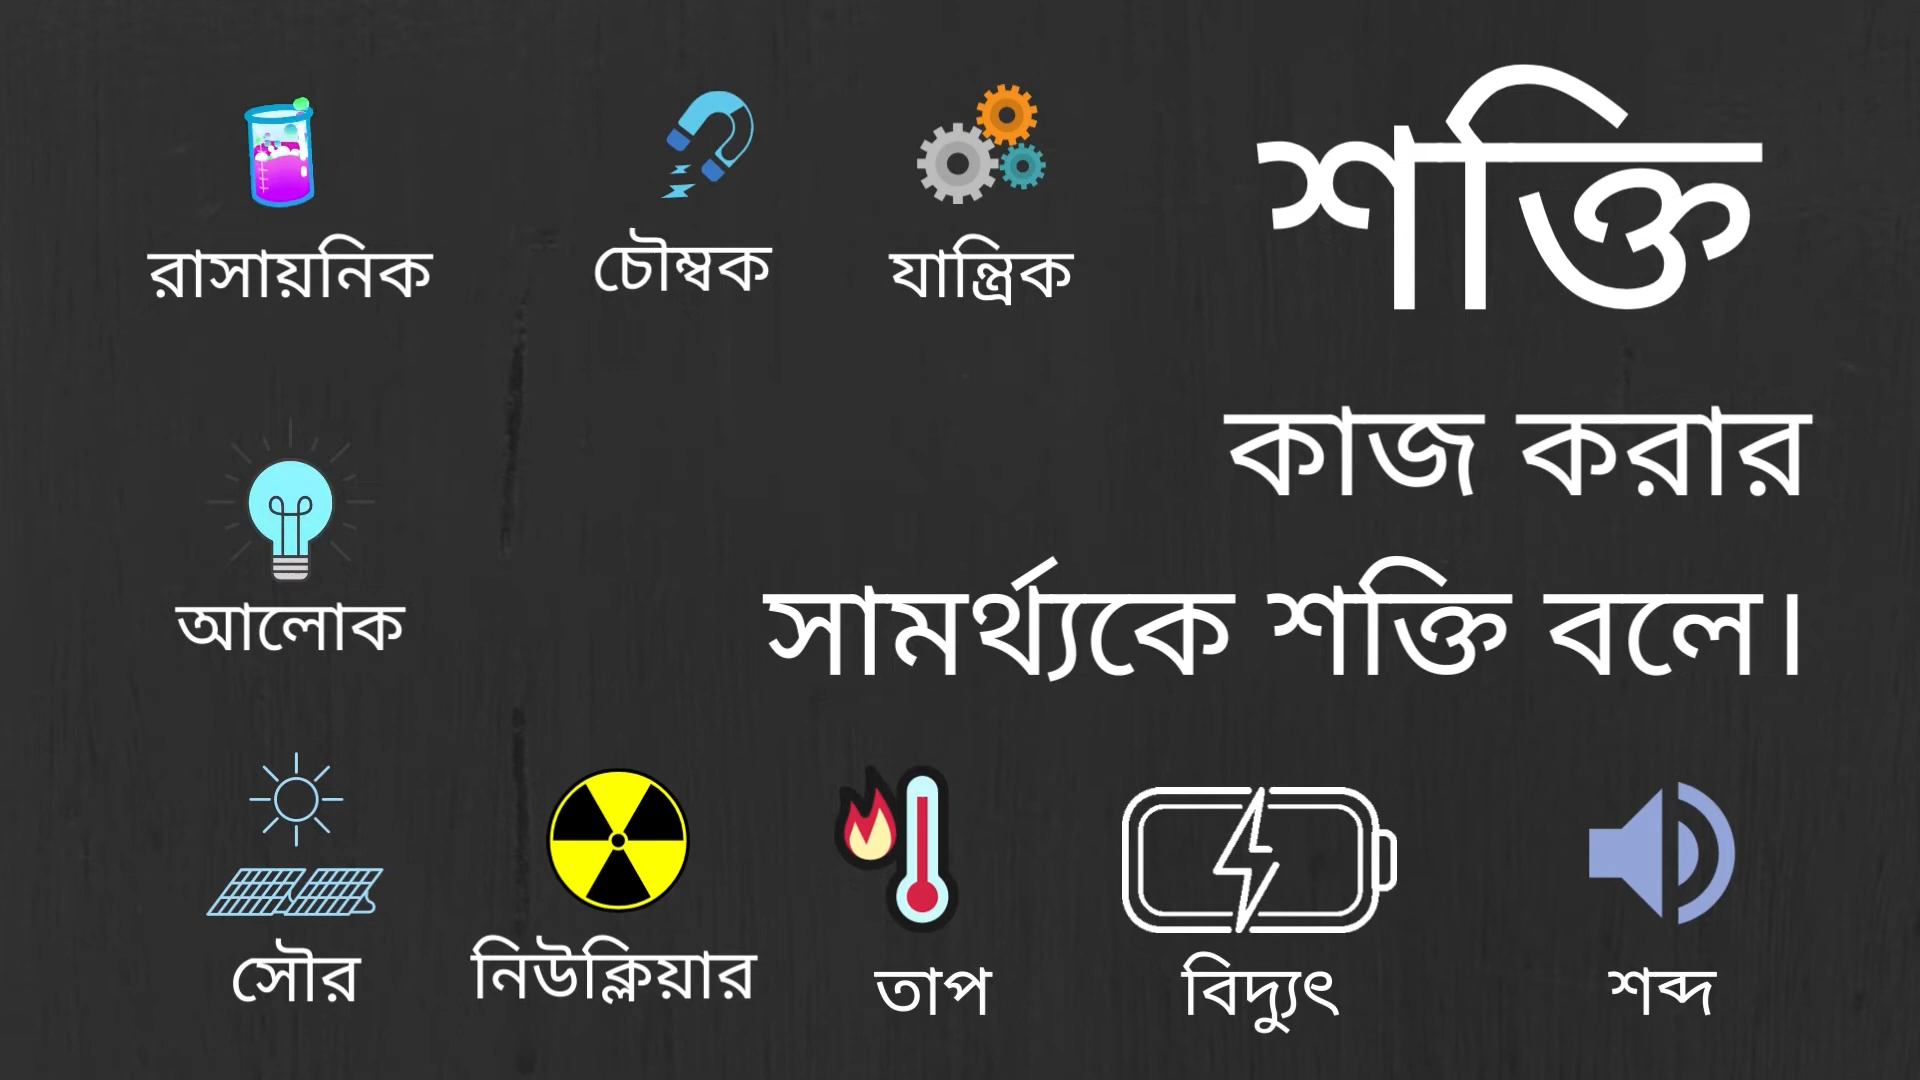 শক্তি
কাজ করার
সামর্থ্যকে শক্তি বলে।
রাসায়নিক
চৌম্বক
যান্ত্রিক
আলোক
সৌর
নিউক্লিয়ার
তাপ
বিদ্যুৎ
শব্দ